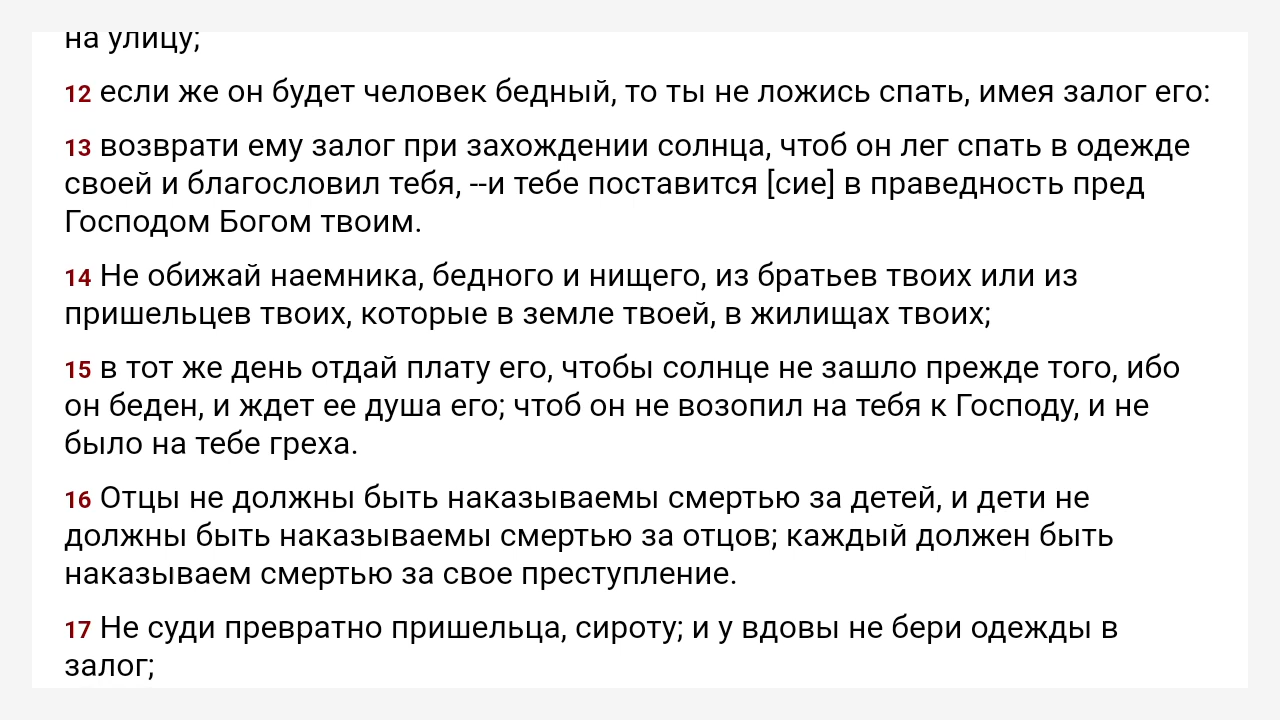 на улицу;
12 если же он будет человек бедный, то ты не ложись спать, имея залог его:
13 возврати ему залог при захождении солнца, чтоб он лег спать в одежде
своей и благословил тебя, --и тебе поставится [сие] в праведность пред
Господом Богом твоим.
14 Не обижай наемника, бедного и нищего, из братьев твоих или из
пришельцев твоих, которые в земле твоей, в жилищах твоих;
15 в тот же день отдай плату его, чтобы солнце не зашло прежде того, ибо
он беден, и ждет ее душа его; чтоб он не возопил на тебя к Господу, и не
было на тебе греха.
16 Отцы не должны быть наказываемы смертью за детей, и дети не
должны быть наказываемы смертью за отцов; каждый должен быть
наказываем смертью за свое преступление.
17 Не суди превратно пришельца, сироту; и у вдовы не бери одежды в
залог;